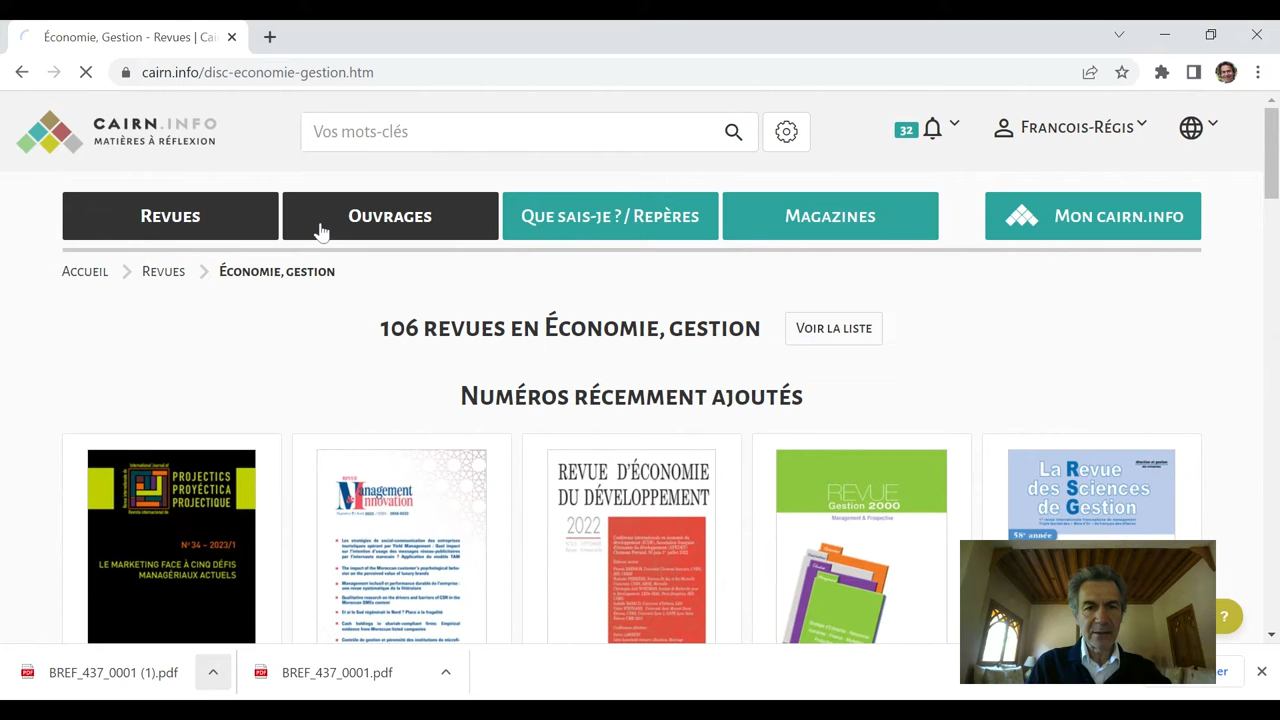 Économie, Gestion - Revues | Cai
cairn.info/disc-economie-gestion.htm
CAIRN.INFO
MATIÈRES À RÉFLEXION
Vos mots-clés
32
FRANCOIS-RÉGIS
REVUES
OUVRAGES
QUE SAIS-JE ? / REPÈRES
MAGAZINES
MON CAIRN.INFO
ACCUEIL
REVUES
ÉCONOMIE, GESTION
106 REVUES EN ÉCONOMIE, GESTION
VOIR LA LISTE
NUMÉROS RÉCEMMENT AJOUTÉS
PROJECTICS
PROYÉCTICA
PROJECTIQUE
N°34 – 2023/1
LE MARKETING FACE À CINQ DÉFIS
MANAGÉRIAUX ACTUELS
REVUE
Management
Innovation
REVUE D'ÉCONOMIE
DU DÉVELOPPEMENT
2022
REVUE
Gestion 2000
Management & Prospective
La Revue
des Sciences
de Gestion
58e année
?
BREF_437_0001 (1).pdf
BREF_437_0001.pdf
er